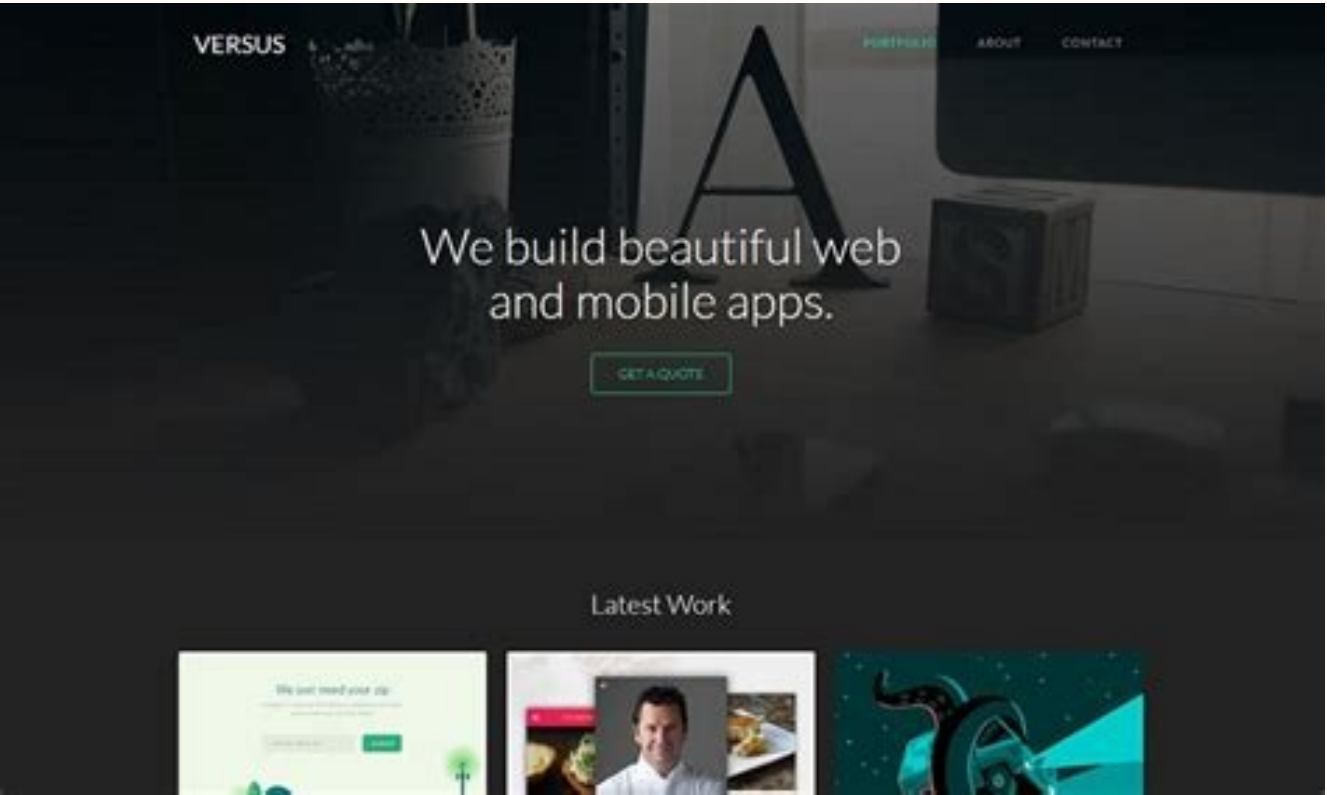 VERSUS
PORTFOLIO ABOUT CONTACT
A
We build beautiful web
and mobile apps.
GET A QUOTE
Latest Work
We just need your zip